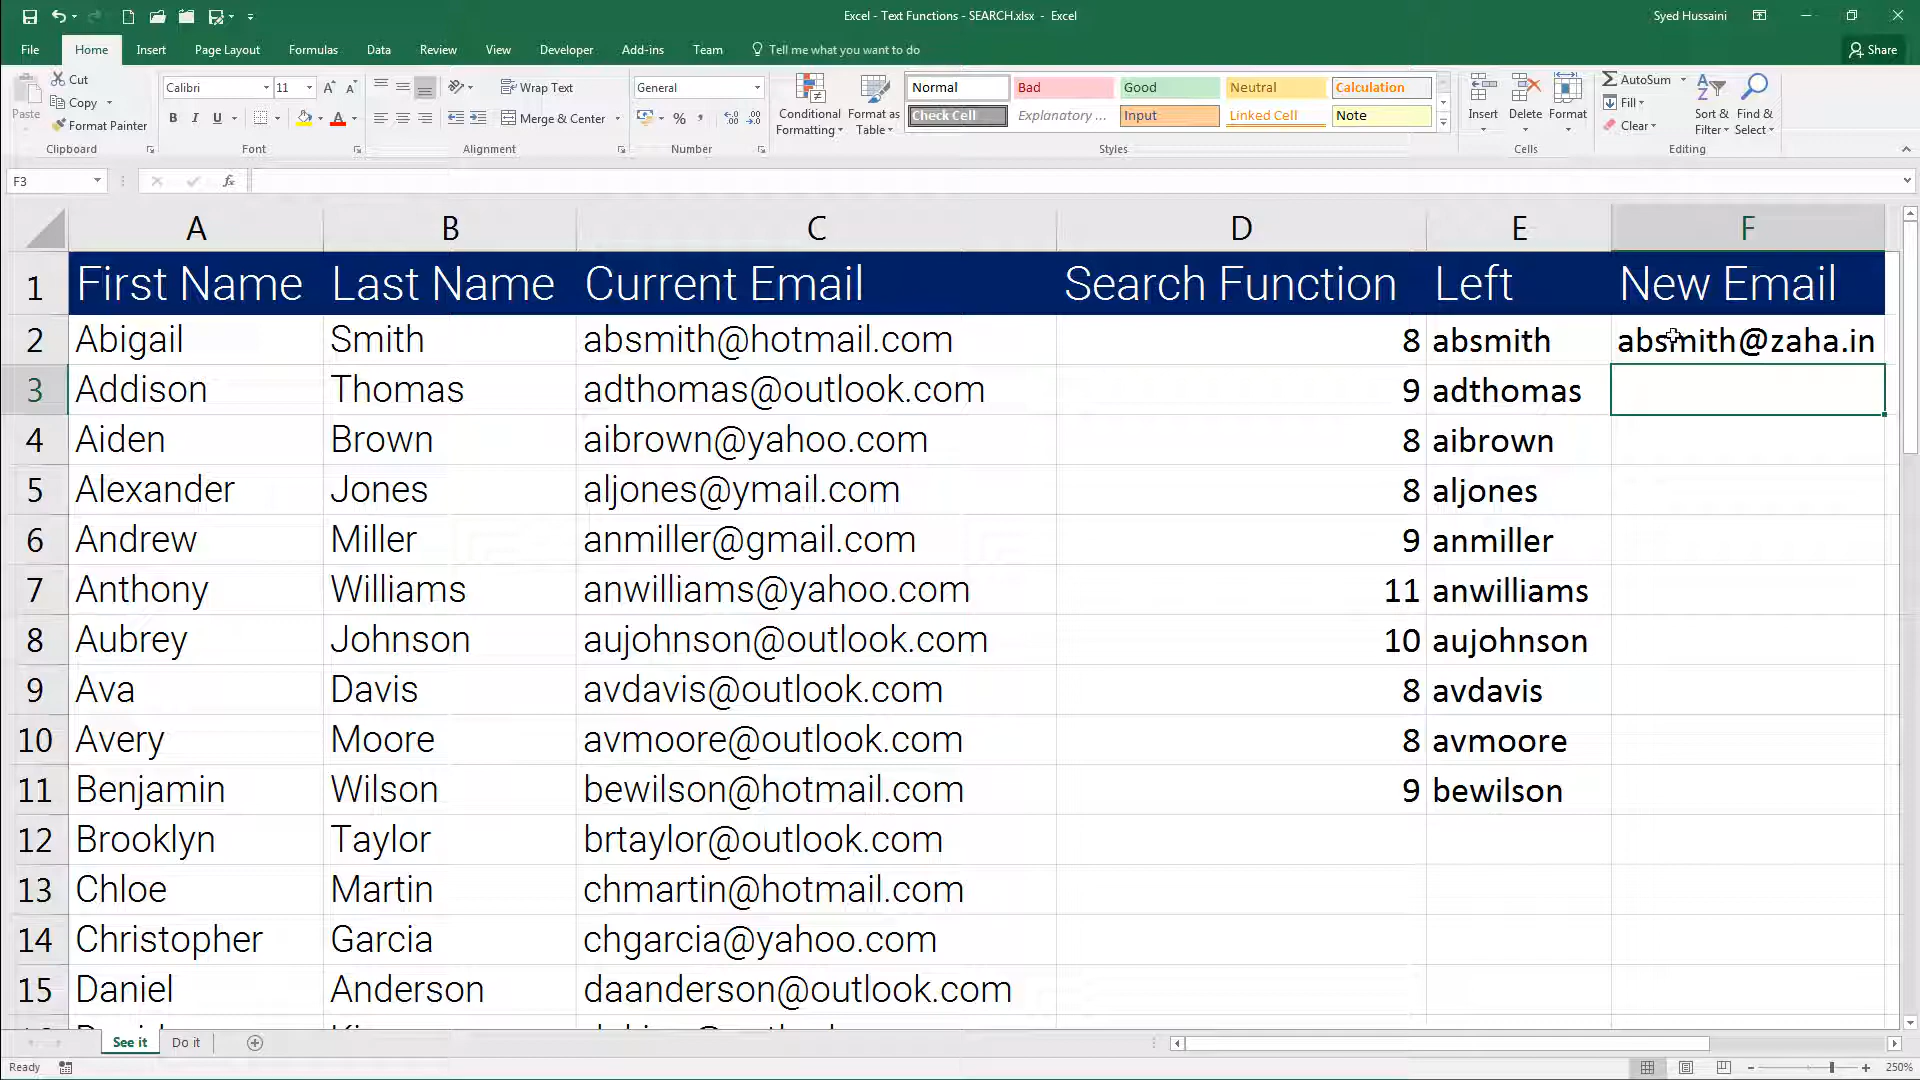 Excel - Text Functions - SEARCH.xlsx - Excel
Syed Hussaini
File Home Insert Page Layout Formulas Data Review View Developer Add-ins Team Tell me what you want to do Share
Paste
Cut
Copy
Format Painter
Clipboard
Calibri 11
B I U
Font
Wrap Text
Merge & Center
Alignment
General
Number
Conditional Formatting
Format as Table
Normal Bad Good Neutral Calculation
Check Cell Explanatory ... Input Linked Cell Note
Styles
Insert Delete Format
Cells
AutoSum
Fill
Clear
Sort & Filter
Find & Select
Editing
F3 fx
A B C D E F
1 First Name Last Name Current Email Search Function Left New Email
2 Abigail Smith absmith@hotmail.com 8 absmith absmith@zaha.in
3 Addison Thomas adthomas@outlook.com 9 adthomas
4 Aiden Brown aibrown@yahoo.com 8 aibrown
5 Alexander Jones aljones@ymail.com 8 aljones
6 Andrew Miller anmiller@gmail.com 9 anmiller
7 Anthony Williams anwilliams@yahoo.com 11 anwilliams
8 Aubrey Johnson aujohnson@outlook.com 10 aujohnson
9 Ava Davis avdavis@outlook.com 8 avdavis
10 Avery Moore avmoore@outlook.com 8 avmoore
11 Benjamin Wilson bewilson@hotmail.com 9 bewilson
12 Brooklyn Taylor brtaylor@outlook.com
13 Chloe Martin chmartin@hotmail.com
14 Christopher Garcia chgarcia@yahoo.com
15 Daniel Anderson daanderson@outlook.com
See it Do it
Ready
250%